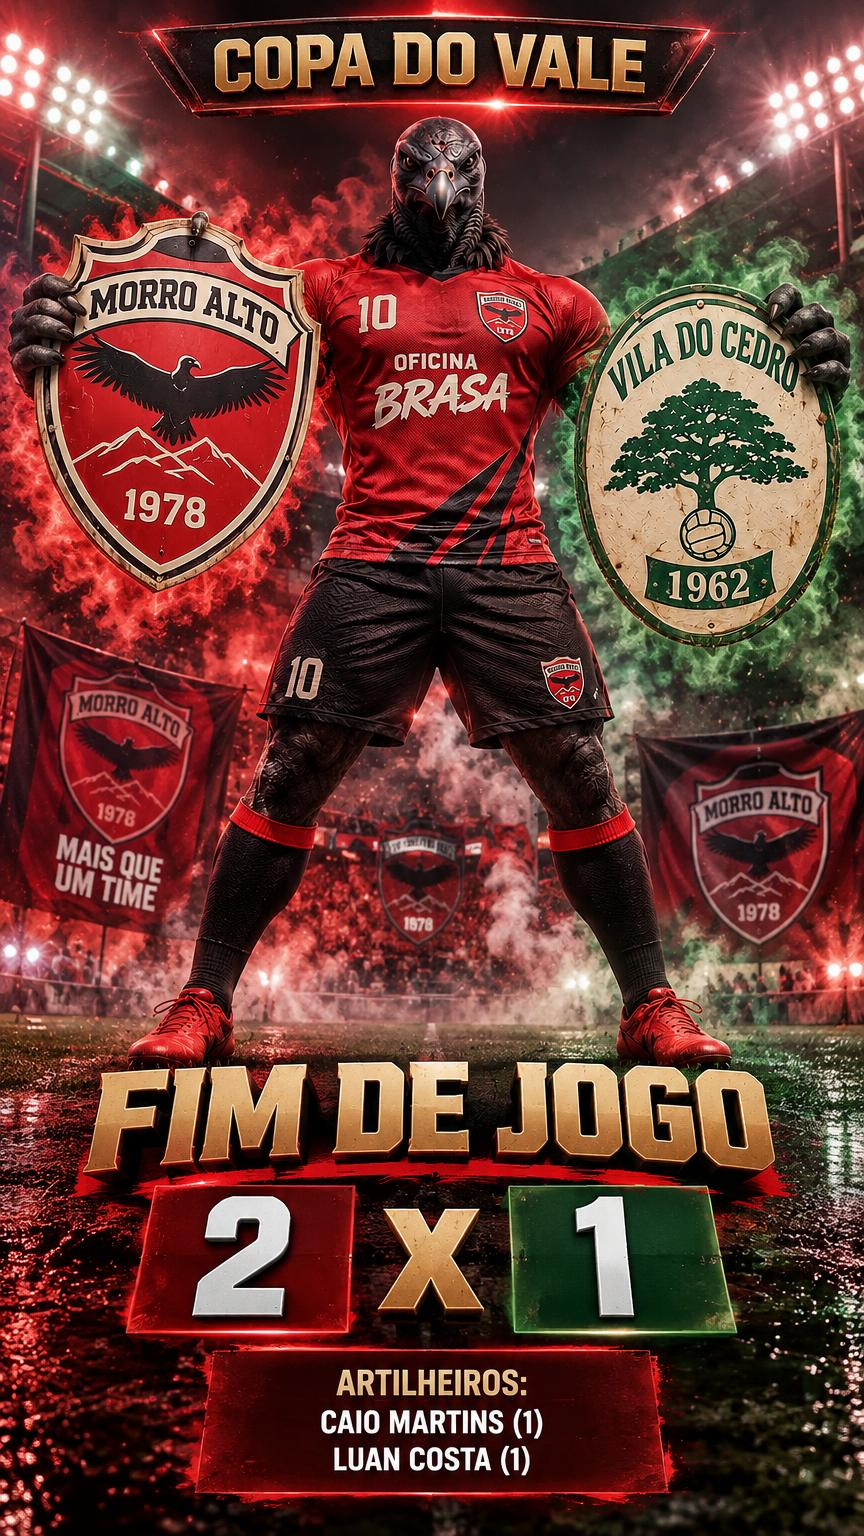 COPA DO VALE
MORRO ALTO
1978
10
OFICINA
BRASA
VILA DO CEDRO
1962
10
MORRO ALTO
1978
MAIS QUE
UM TIME
1978
MORRO ALTO
1978
FIM DE JOGO
2 X 1
ARTILHEIROS:
CAIO MARTINS (1)
LUAN COSTA (1)